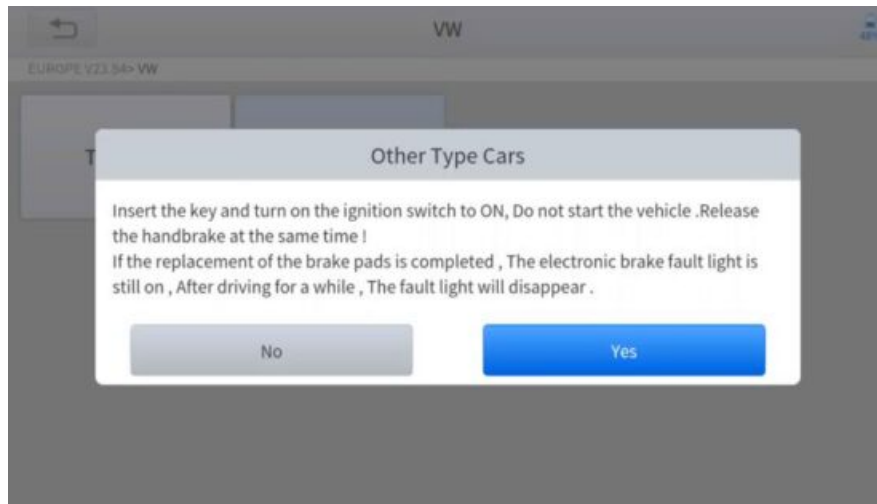 VW
EUROPE V23.54> VW
T
Other Type Cars
Insert the key and turn on the ignition switch to ON, Do not start the vehicle .Release
the handbrake at the same time !
If the replacement of the brake pads is completed , The electronic brake fault light is
still on , After driving for a while , The fault light will disappear .
No
Yes